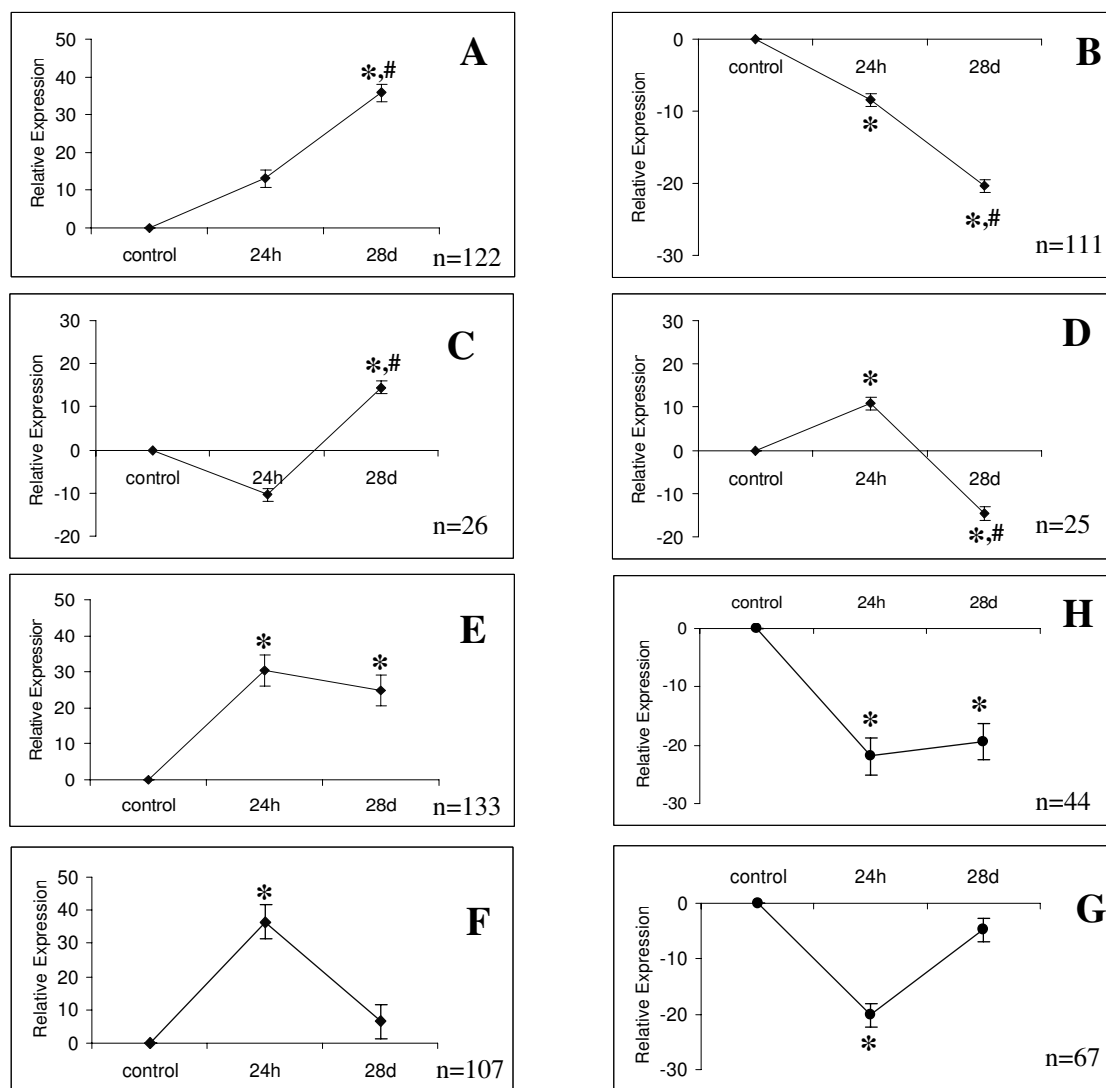 A
Relative Expression
50
40
30
20
10
0
*,#
control 24h 28d
n=122
B
Relative Expression
0
-10
-20
-30
control 24h 28d
*
*,#
n=111
C
Relative Expression
30
20
10
0
-10
-20
*,#
control 24h 28d
n=26
D
Relative Expression
30
20
10
0
-10
-20
*
control 24h 28d
*,#
n=25
E
Relative Expression
50
40
30
20
10
0
* *
control 24h 28d
n=133
H
control 24h 28d
Relative Expression
0
-10
-20
-30
* *
n=44
F
Relative Expression
50
40
30
20
10
0
*
control 24h 28d
n=107
G
control 24h 28d
Relative Expression
0
-10
-20
-30
*
n=67